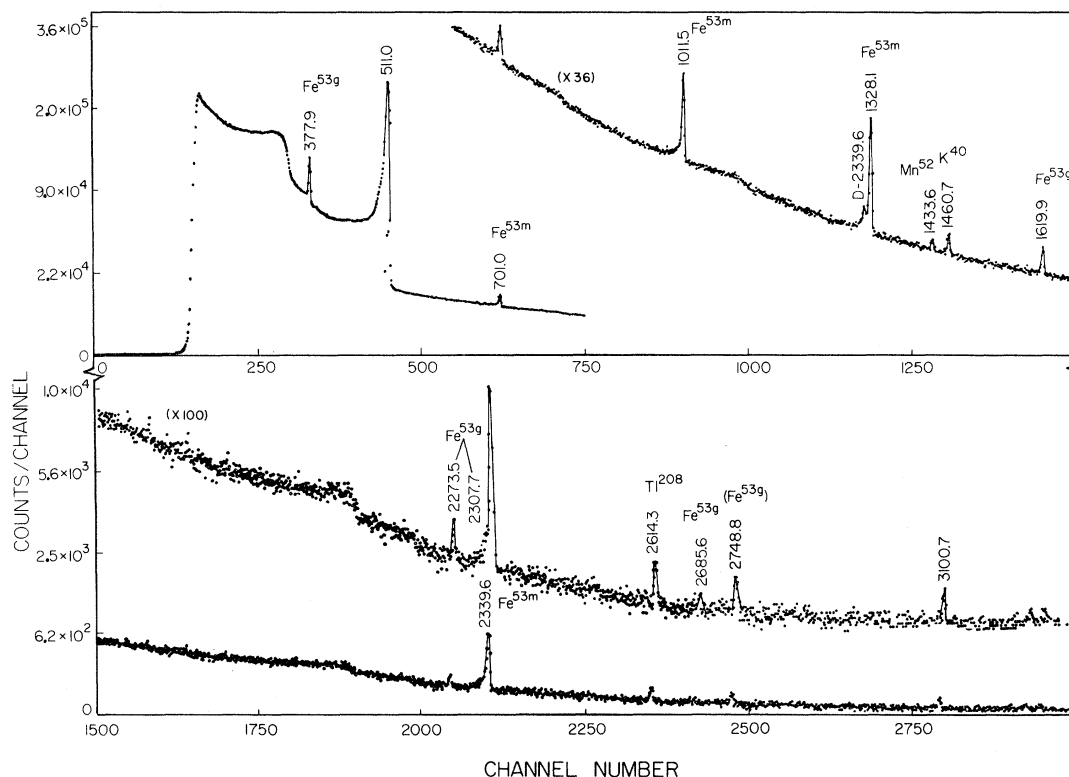 3.6×10⁵
2.0×10⁵
9.0×10⁴
2.2×10⁴
0
Fe⁵³ᵍ
377.9
511.0
Fe⁵³ᵐ
701.0
(X36)
Fe⁵³ᵐ
1011.5
Fe⁵³ᵐ
D-2339.6
1328.1
Mn⁵² K⁴⁰
1433.6
1460.7
Fe⁵³ᵍ
1619.9
0 250 500 750 1000 1250
COUNTS/CHANNEL
1.0×10⁴
5.6×10³
2.5×10³
6.2×10²
0
(X100)
Fe⁵³ᵍ
2273.5
2307.7
2339.6
Fe⁵³ᵐ
Tl²⁰⁸
2614.3
Fe⁵³ᵍ
2685.6
(Fe⁵³ᵍ)
2748.8
3100.7
1500 1750 2000 2250 2500 2750
CHANNEL NUMBER